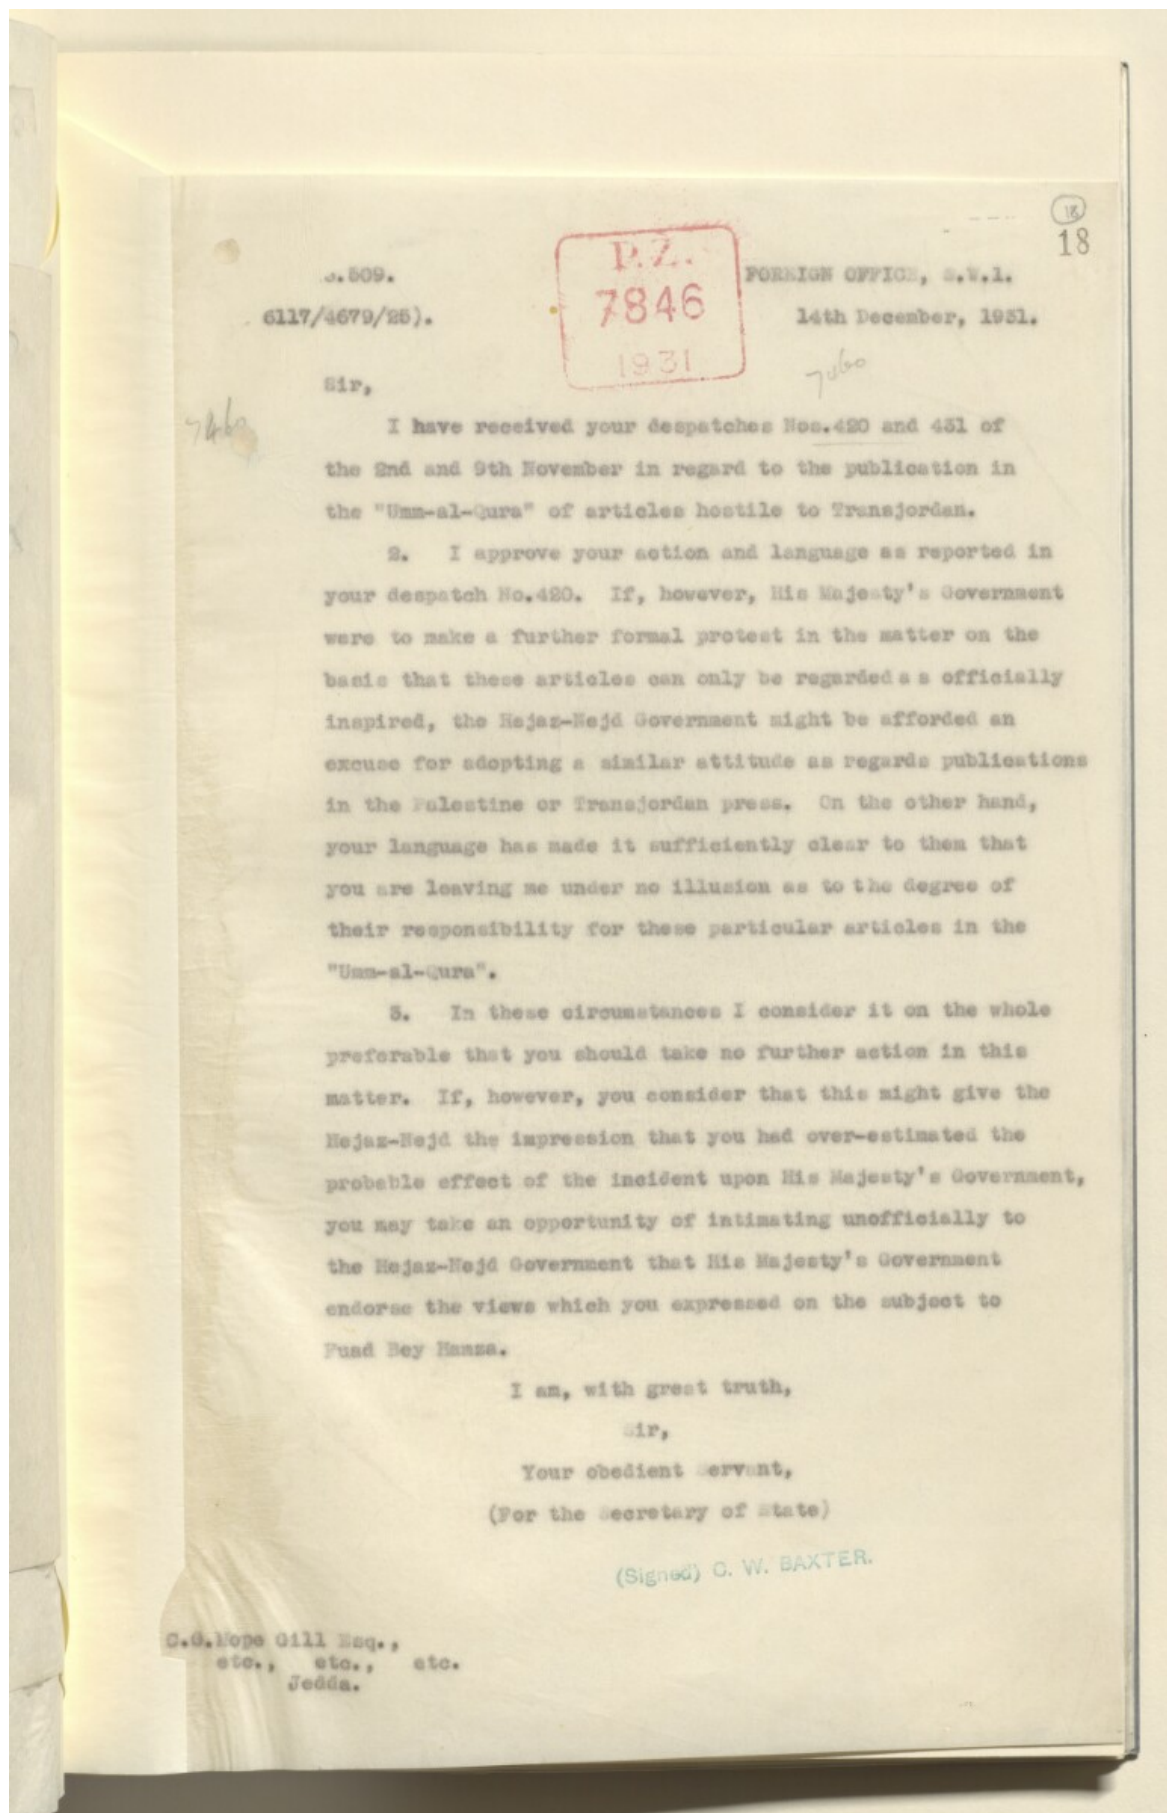 18
18
P.Z.
7846
1931
.509.
FOREIGN OFFICE, S.W.1.
6117/4679/25).
14th December, 1931.
7460
Sir,
7460
I have received your despatches Nos.420 and 431 of
the 2nd and 9th November in regard to the publication in
the "Umm-al-Qura" of articles hostile to Transjordan.
2. I approve your action and language as reported in
your despatch No.420. If, however, His Majesty's Government
were to make a further formal protest in the matter on the
basis that these articles can only be regarded as officially
inspired, the Hejaz-Nejd Government might be afforded an
excuse for adopting a similar attitude as regards publications
in the Palestine or Transjordan press. On the other hand,
your language has made it sufficiently clear to them that
you are leaving me under no illusion as to the degree of
their responsibility for these particular articles in the
"Umm-al-Qura".
3. In these circumstances I consider it on the whole
preferable that you should take no further action in this
matter. If, however, you consider that this might give the
Hejaz-Nejd the impression that you had over-estimated the
probable effect of the incident upon His Majesty's Government,
you may take an opportunity of intimating unofficially to
the Hejaz-Nejd Government that His Majesty's Government
endorse the views which you expressed on the subject to
Fuad Bey Hamza.
I am, with great truth,
Sir,
Your obedient Servant,
(For the Secretary of State)
(Signed) C. W. BAXTER.
C.G.Hope Gill Esq.,
etc., etc., etc.
Jedda.